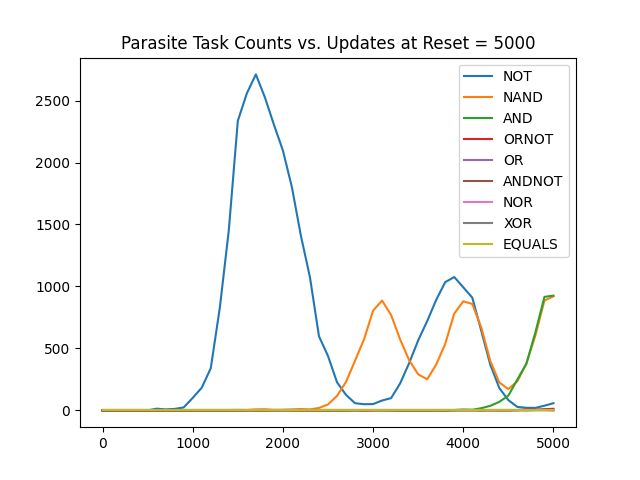 Parasite Task Counts vs. Updates at Reset = 5000
2500
2000
1500
1000
500
0
0 1000 2000 3000 4000 5000
NOT
NAND
AND
ORNOT
OR
ANDNOT
NOR
XOR
EQUALS